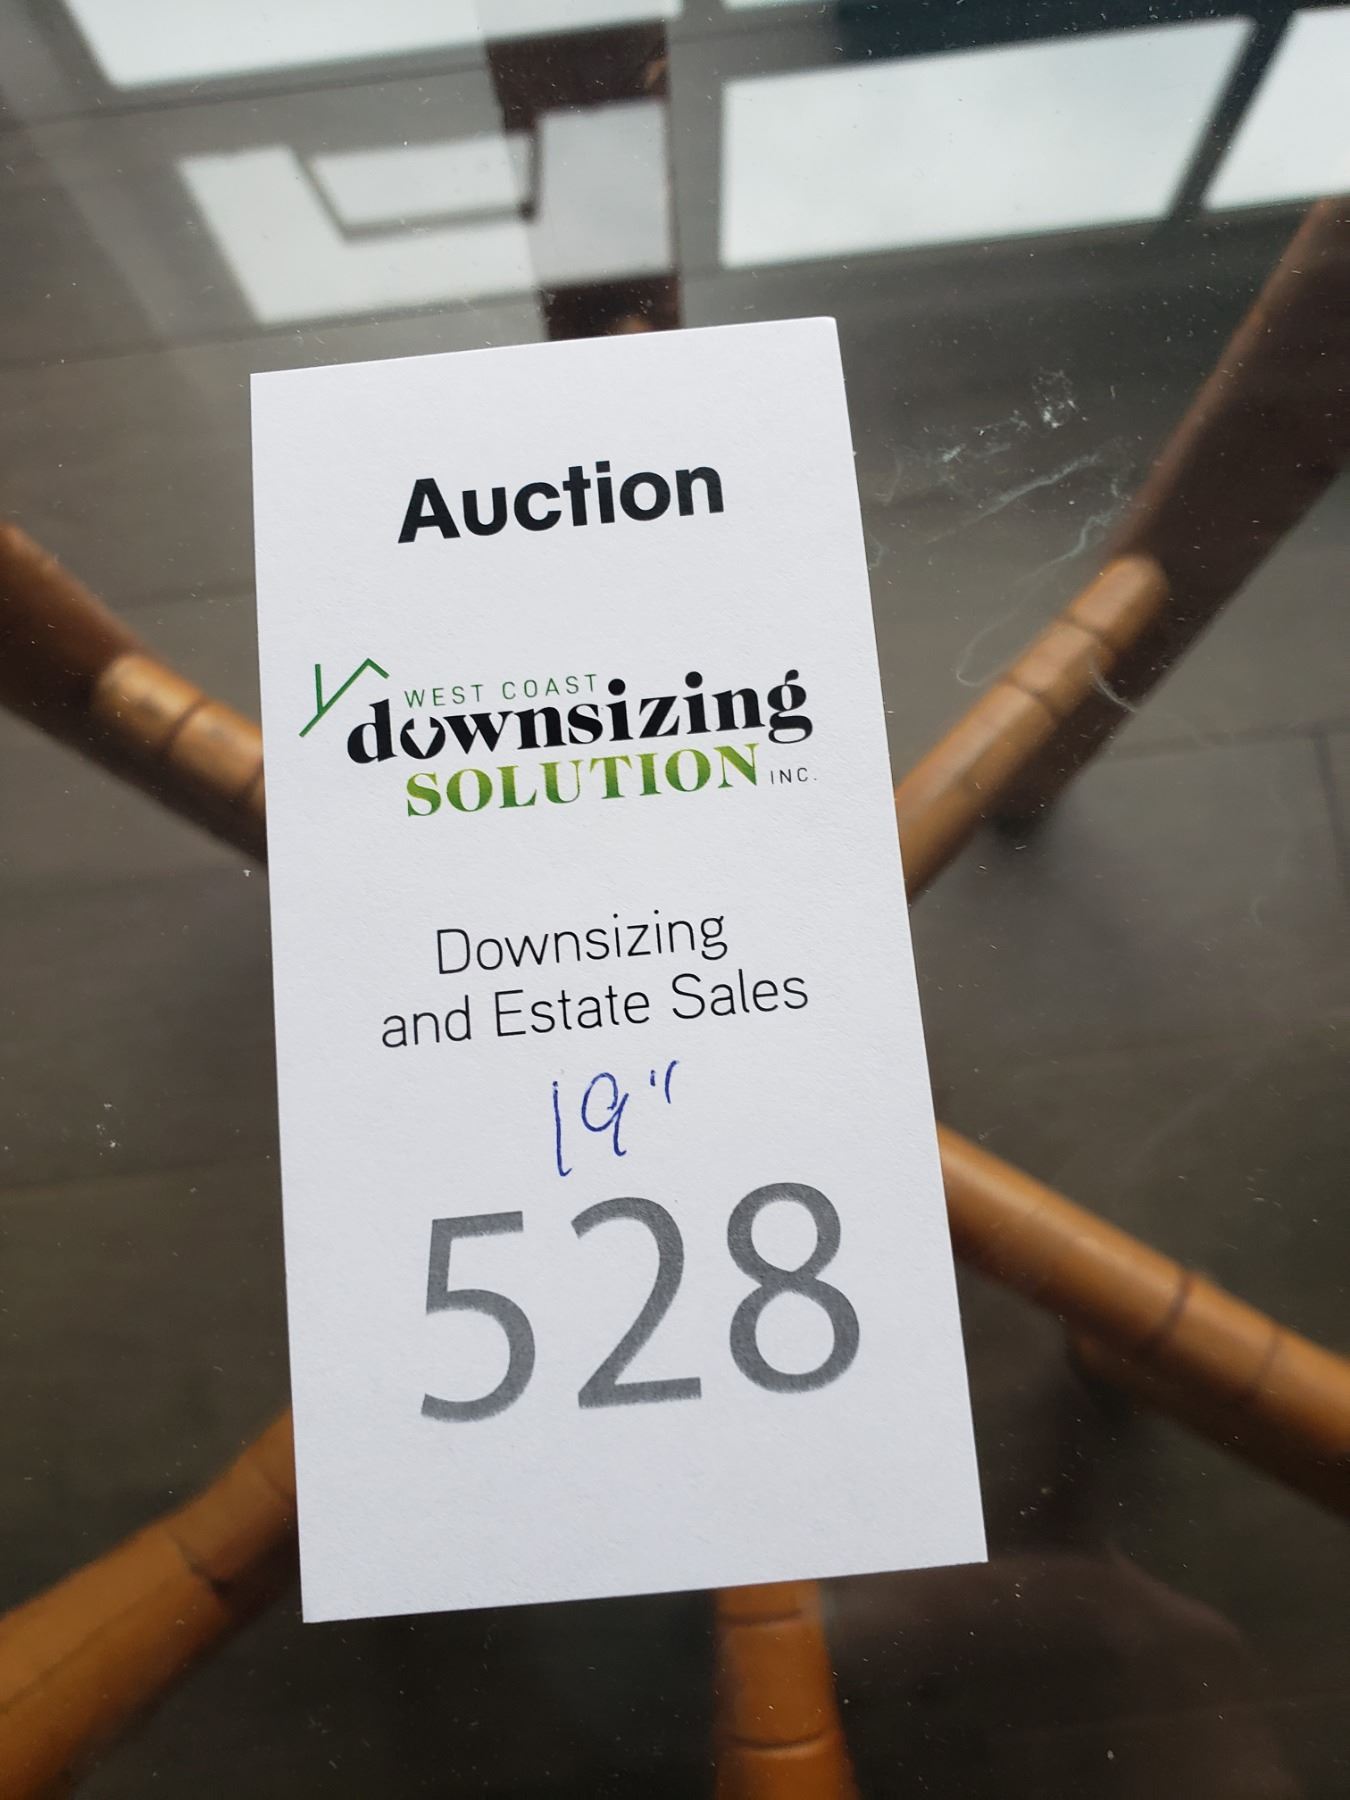 Auction
WEST COAST
downsizing
SOLUTION INC.
Downsizing
and Estate Sales
19"
528